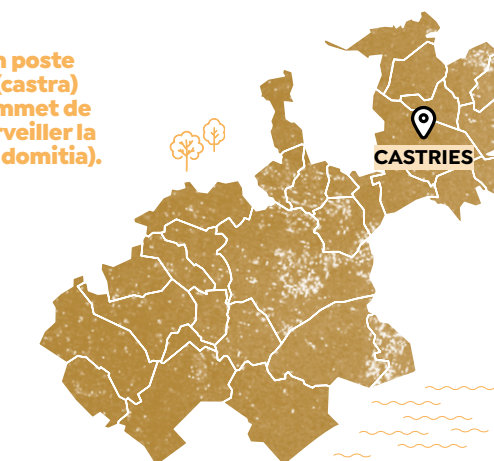 n poste
(castra)
mmet de
rveiller la
domitia).
CASTRIES